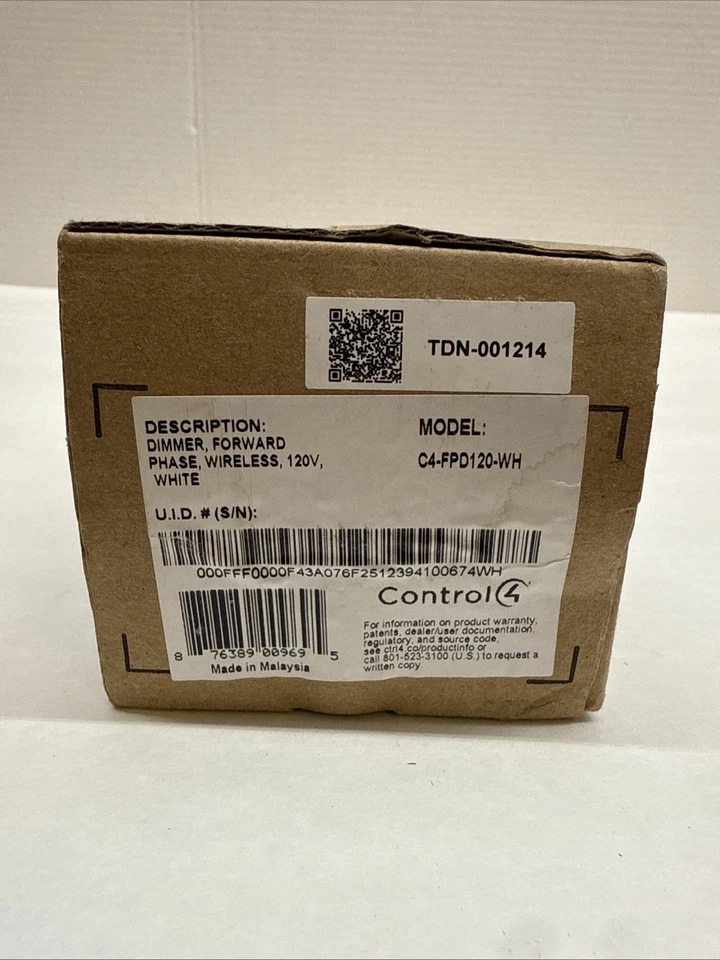 TDN-001214
DESCRIPTION:
DIMMER, FORWARD
PHASE, WIRELESS, 120V,
WHITE
MODEL:
C4-FPD120-WH
U.I.D. # (S/N):
000FFF0000F43A076F2512394100674WH
Control4
8 76389 00969 5
Made in Malaysia
For information on product warranty,
patents, dealer/user documentation,
regulatory, and source code,
see ctrl4.co/productinfo or
call 801-523-3100 (U.S.) to request a
written copy.